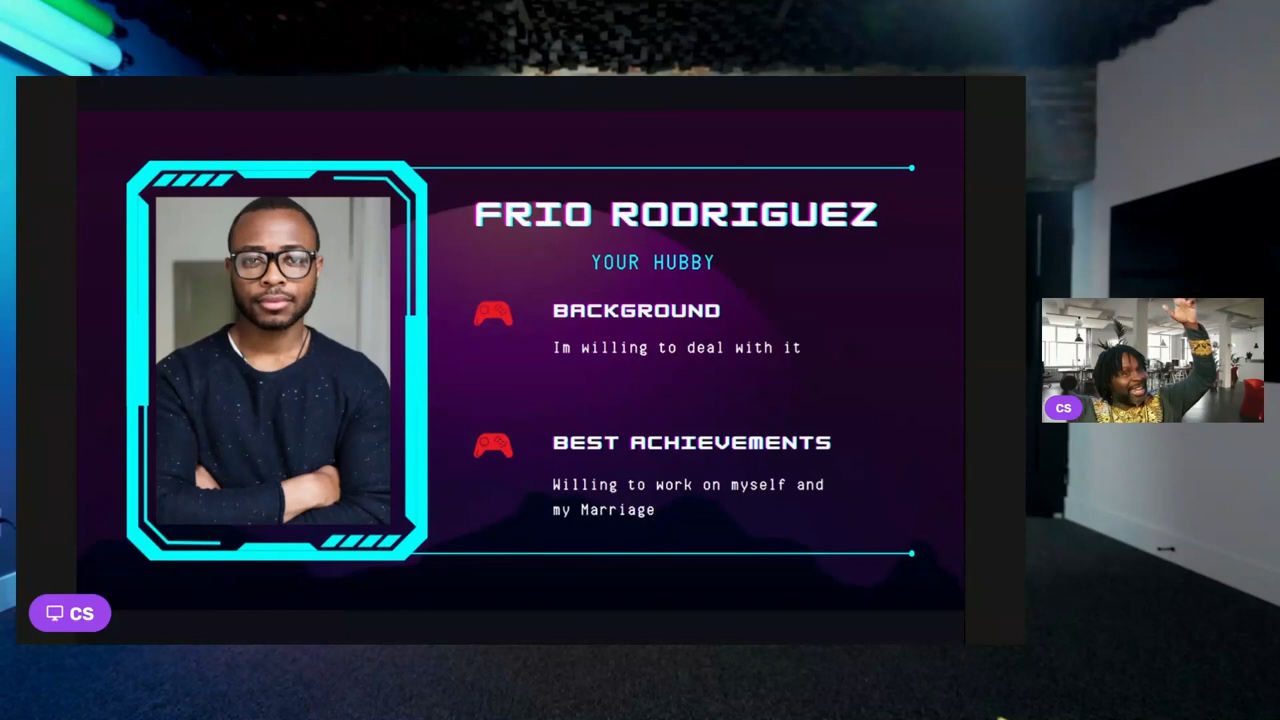 FRIO RODRIGUEZ
YOUR HUBBY
BACKGROUND
Im willing to deal with it
BEST ACHIEVEMENTS
Willing to work on myself and
my Marriage
CS
CS